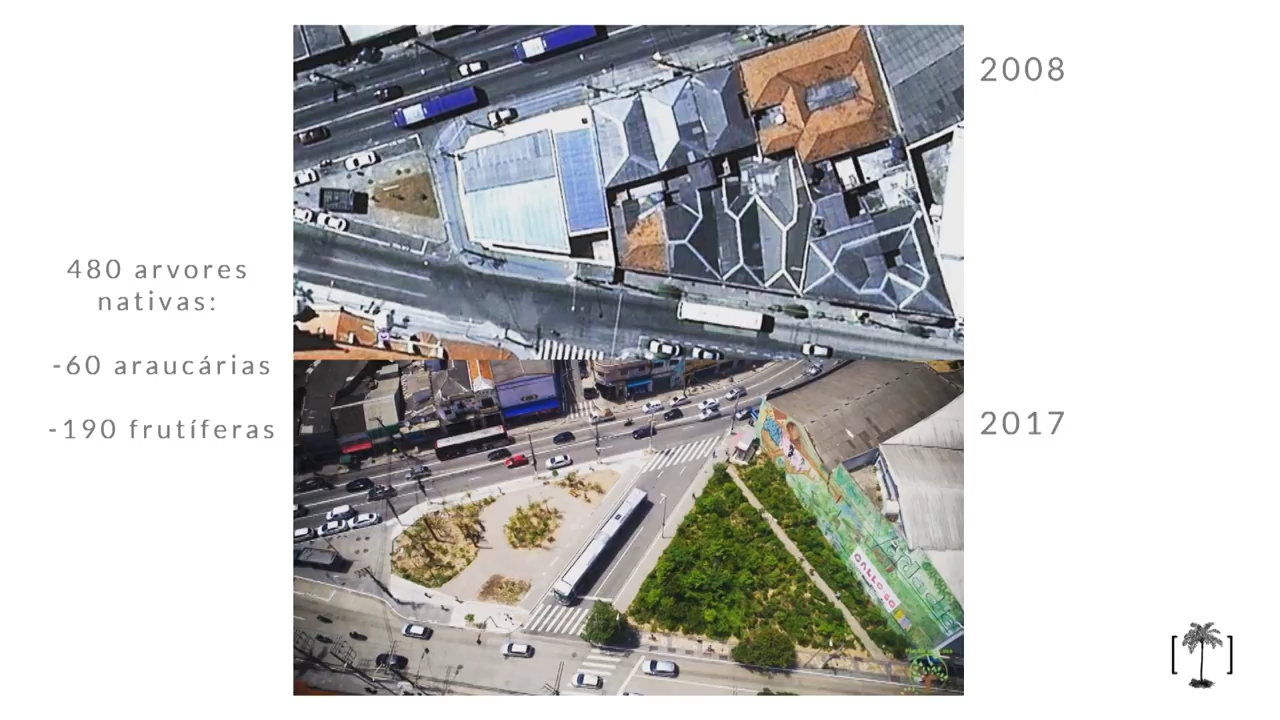 2008
480 arvores
nativas:
-60 araucárias
-190 frutíferas
2017